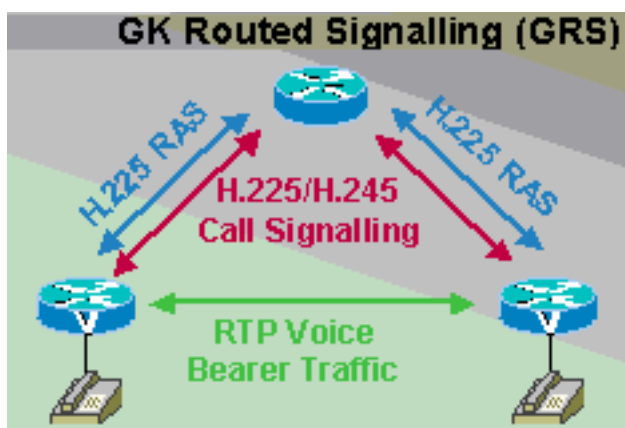 GK Routed Signalling (GRS)
H.225 RAS
H.225 RAS
H.225/H.245
Call Signalling
V
V
RTP Voice
Bearer Traffic